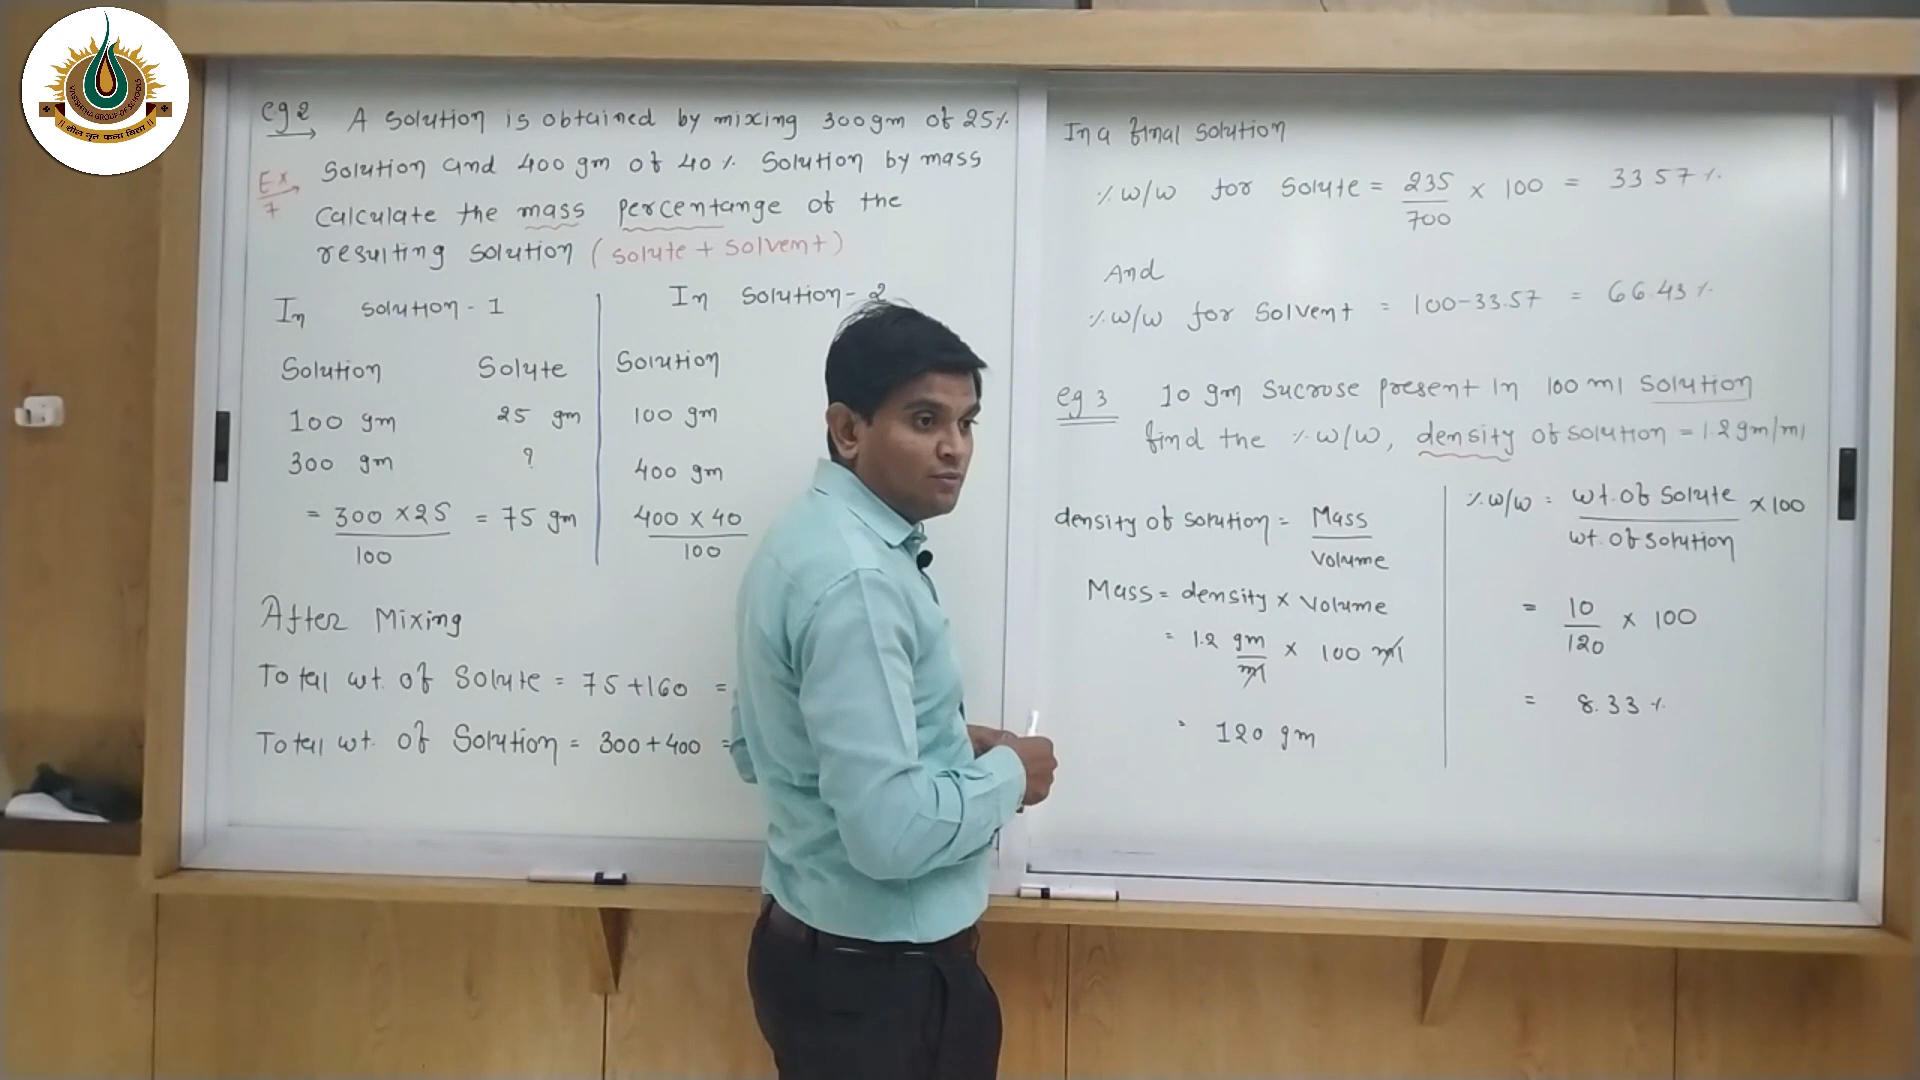 VASISHTHA GROUP OF SCHOOLS
|| शील वृत्त फला विद्या ||
eg 2 A solution is obtained by mixing 300gm of 25%
Ex 7
solution and 400 gm of 40 % solution by mass
calculate the mass percentange of the
resulting solution (solute + solvent)
In solution - 1
Solution Solute
100 gm 25 gm
300 gm ?
= 300 × 25 / 100 = 75 gm
In solution - 2
Solution
100 gm
400 gm
400 × 40 / 100
After Mixing
Total wt. of Solute = 75 + 160 =
Total wt. of Solution = 300 + 400 =
In a final solution
% w/w for solute = 235 / 700 × 100 = 33 57 %
And
% w/w for solvent = 100 - 33.57 = 66.43 %
eg 3 10 gm sucrose present in 100 ml solution
find the % w/w, density of solution = 1.2 gm/ml
density of solution = Mass / Volume
Mass = density × volume
= 1.2 gm / ml × 100 ml
= 120 gm
% w/w = wt. of solute / wt. of solution × 100
= 10 / 120 × 100
= 8.33 %